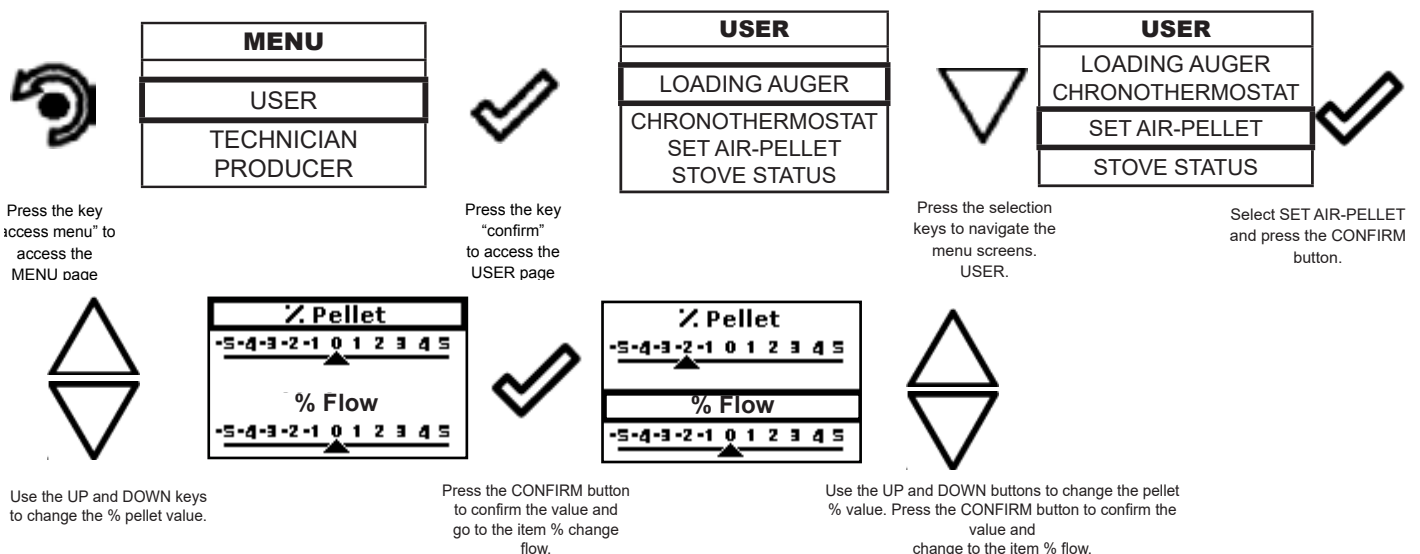 MENU
USER
TECHNICIAN
PRODUCER
USER
LOADING AUGER
CHRONOTHERMOSTAT
SET AIR-PELLET
STOVE STATUS
USER
LOADING AUGER
CHRONOTHERMOSTAT
SET AIR-PELLET
STOVE STATUS
Press the key
access menu” to
access the
MENU page
Press the key
“confirm”
to access the
USER page
Press the selection
keys to navigate the
menu screens.
USER.
Select SET AIR-PELLET
and press the CONFIRM
button.
% Pellet
-5-4-3-2-1 0 1 2 3 4 5
% Flow
-5-4-3-2-1 0 1 2 3 4 5
% Pellet
-5-4-3-2-1 0 1 2 3 4 5
% Flow
-5-4-3-2-1 0 1 2 3 4 5
Use the UP and DOWN keys
to change the % pellet value.
Press the CONFIRM button
to confirm the value and
go to the item % change
flow.
Use the UP and DOWN buttons to change the pellet
% value. Press the CONFIRM button to confirm the
value and
change to the item % flow.